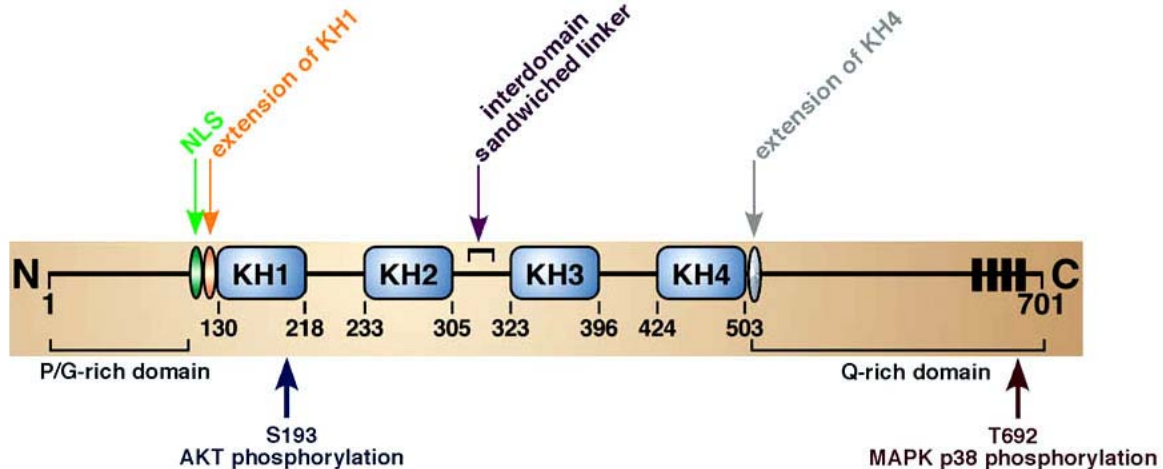 NLS
extension of KH1
interdomain
sandwiched linker
extension of KH4
N
KH1
KH2
KH3
KH4
C
1
130
218
233
305
323
396
424
503
701
P/G-rich domain
Q-rich domain
S193
AKT phosphorylation
T692
MAPK p38 phosphorylation